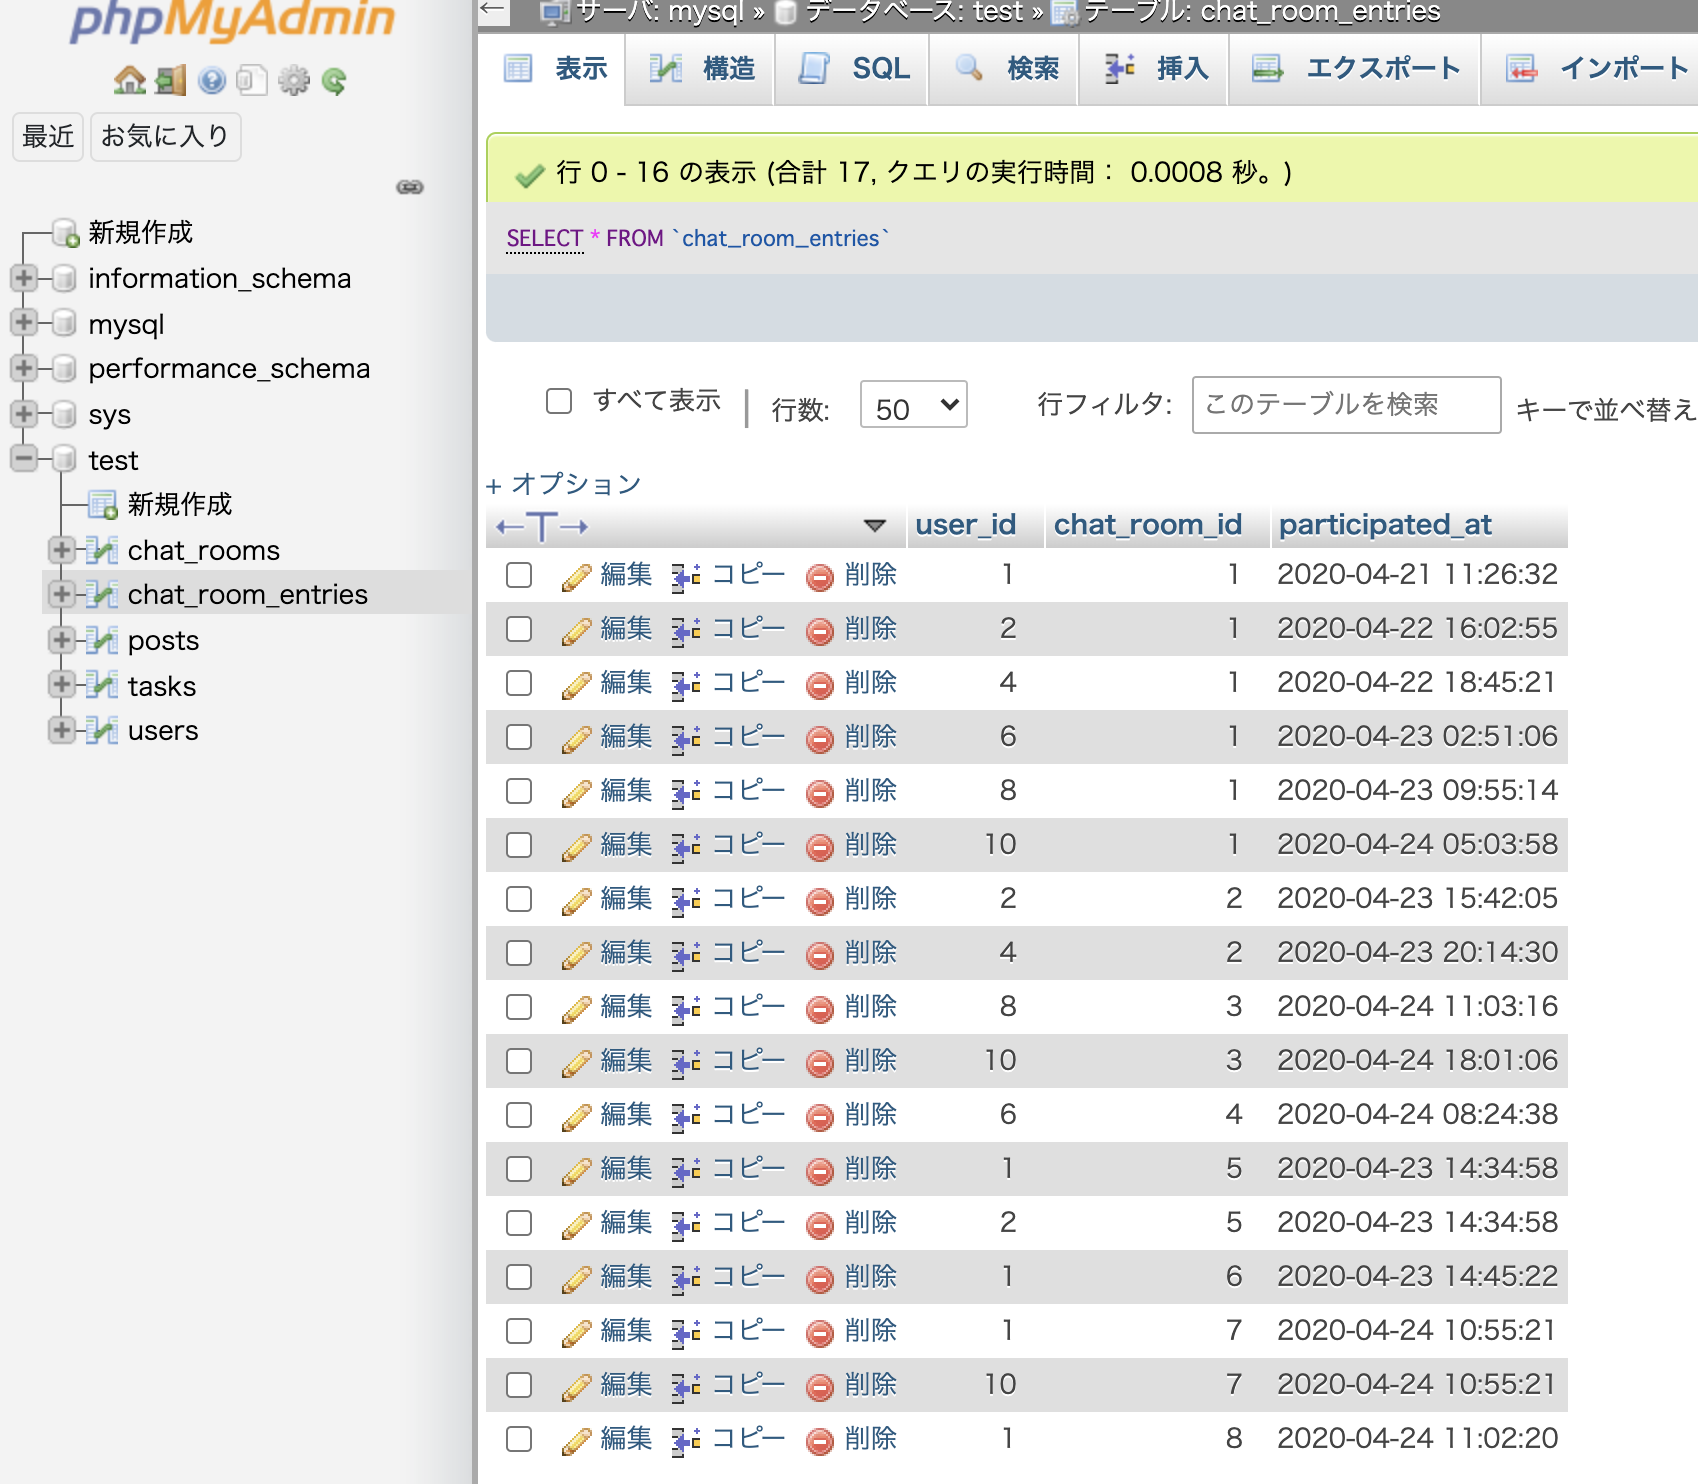 phpMyAdmin
最近 お気に入り
新規作成
information_schema
mysql
performance_schema
sys
test
新規作成
chat_rooms
chat_room_entries
posts
tasks
users
サーバ: mysql » データベース: test » テーブル: chat_room_entries
表示 構造 SQL 検索 挿入 エクスポート インポート
行 0 - 16 の表示 (合計 17, クエリの実行時間： 0.0008 秒。)
SELECT * FROM `chat_room_entries`
すべて表示 | 行数: 50 行フィルタ: このテーブルを検索 キーで並べ替え
+ オプション
←T→ user_id chat_room_id participated_at
編集 コピー 削除 1 1 2020-04-21 11:26:32
編集 コピー 削除 2 1 2020-04-22 16:02:55
編集 コピー 削除 4 1 2020-04-22 18:45:21
編集 コピー 削除 6 1 2020-04-23 02:51:06
編集 コピー 削除 8 1 2020-04-23 09:55:14
編集 コピー 削除 10 1 2020-04-24 05:03:58
編集 コピー 削除 2 2 2020-04-23 15:42:05
編集 コピー 削除 4 2 2020-04-23 20:14:30
編集 コピー 削除 8 3 2020-04-24 11:03:16
編集 コピー 削除 10 3 2020-04-24 18:01:06
編集 コピー 削除 6 4 2020-04-24 08:24:38
編集 コピー 削除 1 5 2020-04-23 14:34:58
編集 コピー 削除 2 5 2020-04-23 14:34:58
編集 コピー 削除 1 6 2020-04-23 14:45:22
編集 コピー 削除 1 7 2020-04-24 10:55:21
編集 コピー 削除 10 7 2020-04-24 10:55:21
編集 コピー 削除 1 8 2020-04-24 11:02:20